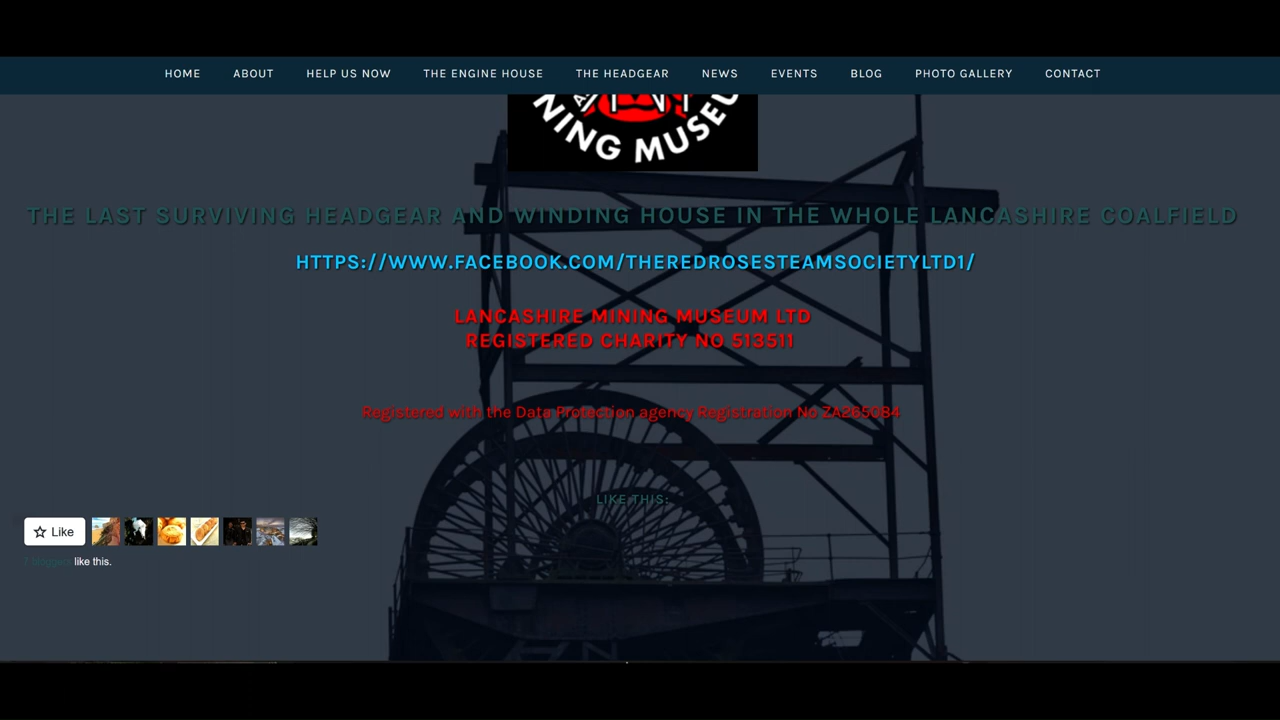 HOME ABOUT HELP US NOW THE ENGINE HOUSE THE HEADGEAR NEWS EVENTS BLOG PHOTO GALLERY CONTACT
NING MUSEU
THE LAST SURVIVING HEADGEAR AND WINDING HOUSE IN THE WHOLE LANCASHIRE COALFIELD
HTTPS://WWW.FACEBOOK.COM/THEREDROSESTEAMSOCIETYLTD1/
LANCASHIRE MINING MUSEUM LTD
REGISTERED CHARITY NO 513511
Registered with the Data Protection agency Registration No ZA265084
LIKE THIS:
Like
7 bloggers like this.